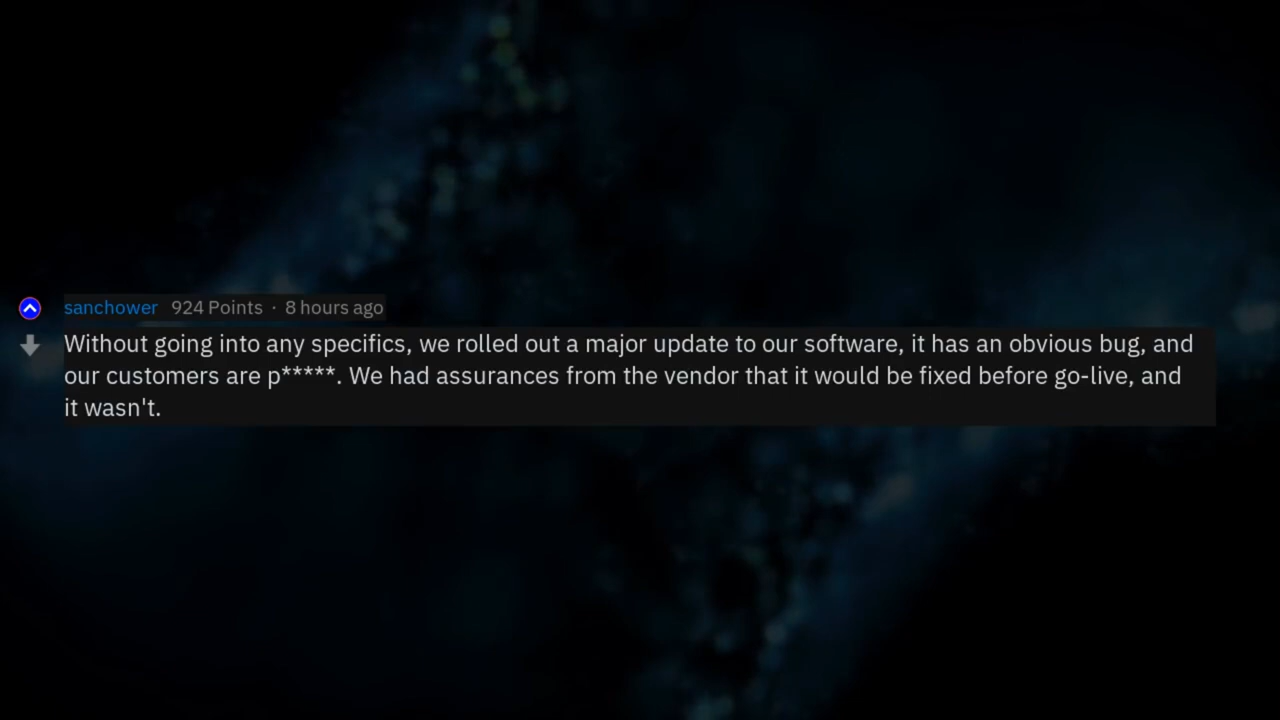 sanchower 924 Points · 8 hours ago
Without going into any specifics, we rolled out a major update to our software, it has an obvious bug, and
our customers are p*****. We had assurances from the vendor that it would be fixed before go-live, and
it wasn't.